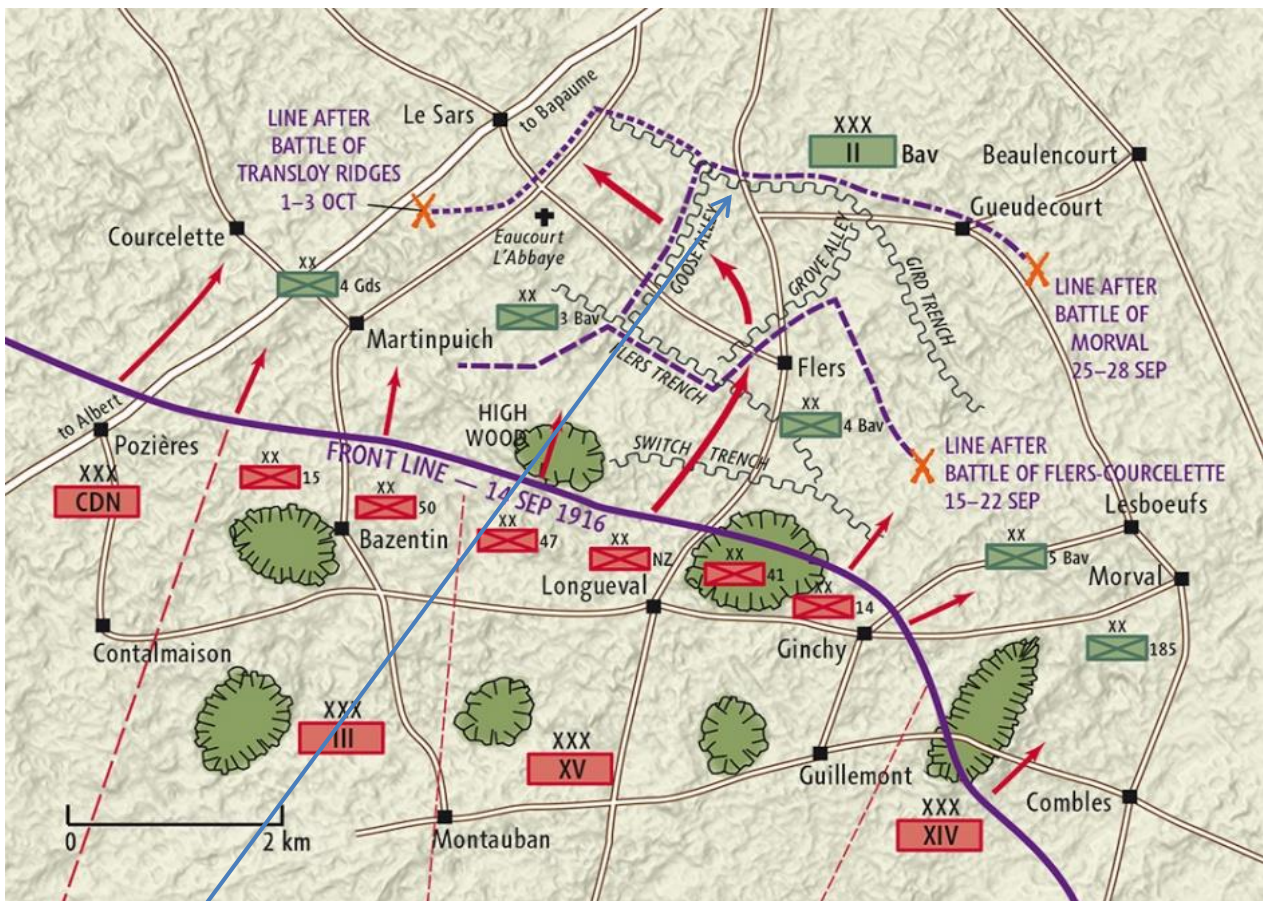 Le Sars
to Bapaume
LINE AFTER
BATTLE OF
TRANSLOY RIDGES
1–3 OCT
XXX
II Bav
Beaulencourt
Gueudecourt
Courcelette
Eaucourt
L'Abbaye
GOOSE ALLEY
GROVE ALLEY
GIRD TRENCH
XX
4 Gds
XX
3 Bav
LINE AFTER
BATTLE OF
MORVAL
25–28 SEP
Martinpuich
FLERS TRENCH
Flers
to Albert
Pozières
HIGH
WOOD
XX
4 Bav
SWITCH TRENCH
LINE AFTER
BATTLE OF FLERS-COURCELETTE
15–22 SEP
FRONT LINE — 14 SEP 1916
XXX
CDN
XX
15
XX
50
Bazentin
XX
47
XX
NZ
Longueval
XX
41
XX
14
Lesboeufs
XX
5 Bav
Morval
Contalmaison
Ginchy
XX
185
XXX
III
XXX
XV
Guillemont
Combles
XXX
XIV
Montauban
0 2 km